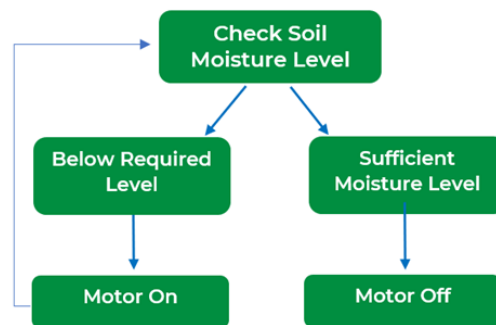 Check Soil
Moisture Level
Below Required
Level
Sufficient
Moisture Level
Motor On
Motor Off